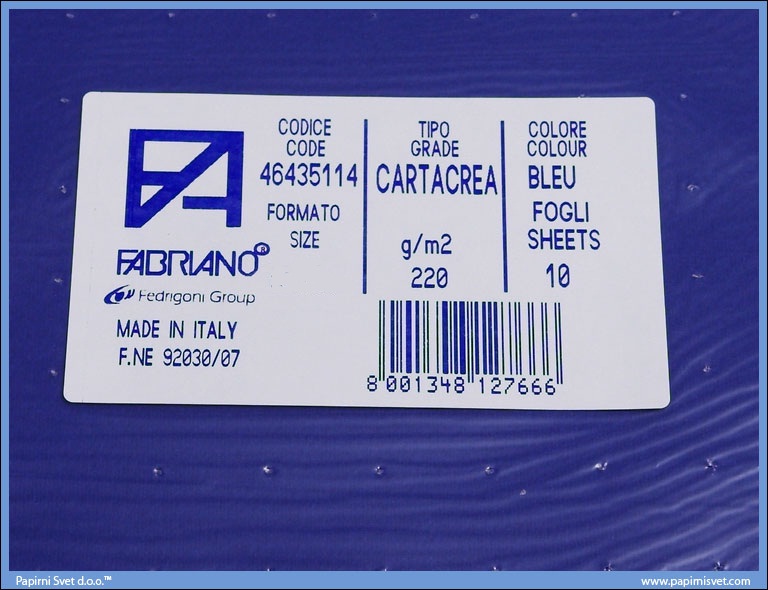 FABRIANO®
Fedrigoni Group
MADE IN ITALY
F.NE 92030/07
CODICE
CODE
46435114
FORMATO
SIZE
TIPO
GRADE
CARTACREA
g/m2
220
COLORE
COLOUR
BLEU
FOGLI
SHEETS
10
8 001348 127666
Papirni Svet d.o.o.™
www.papirnisvet.com